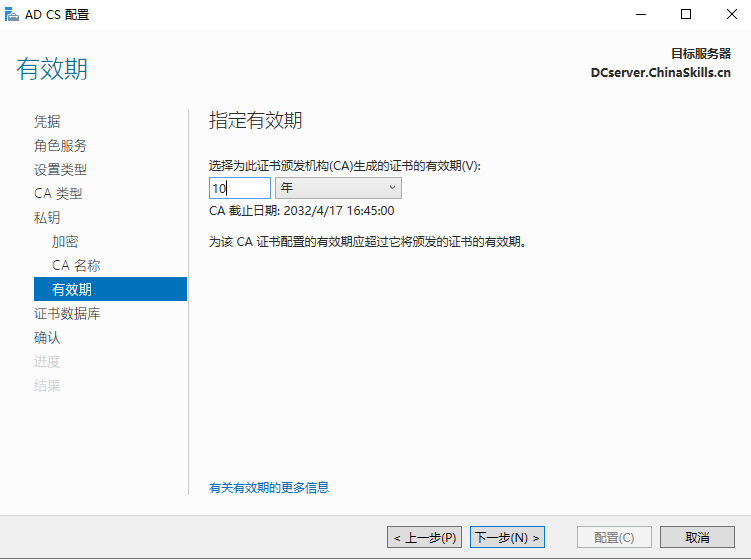 AD CS 配置
有效期
目标服务器
DCserver.ChinaSkills.cn
凭据
角色服务
设置类型
CA 类型
私钥
加密
CA 名称
有效期
证书数据库
确认
进度
结果
指定有效期
选择为此证书颁发机构(CA)生成的证书的有效期(V):
10 年
CA 截止日期: 2032/4/17 16:45:00
为该 CA 证书配置的有效期应超过它将颁发的证书的有效期。
有关有效期的更多信息
< 上一步(P) 下一步(N) > 配置(C) 取消